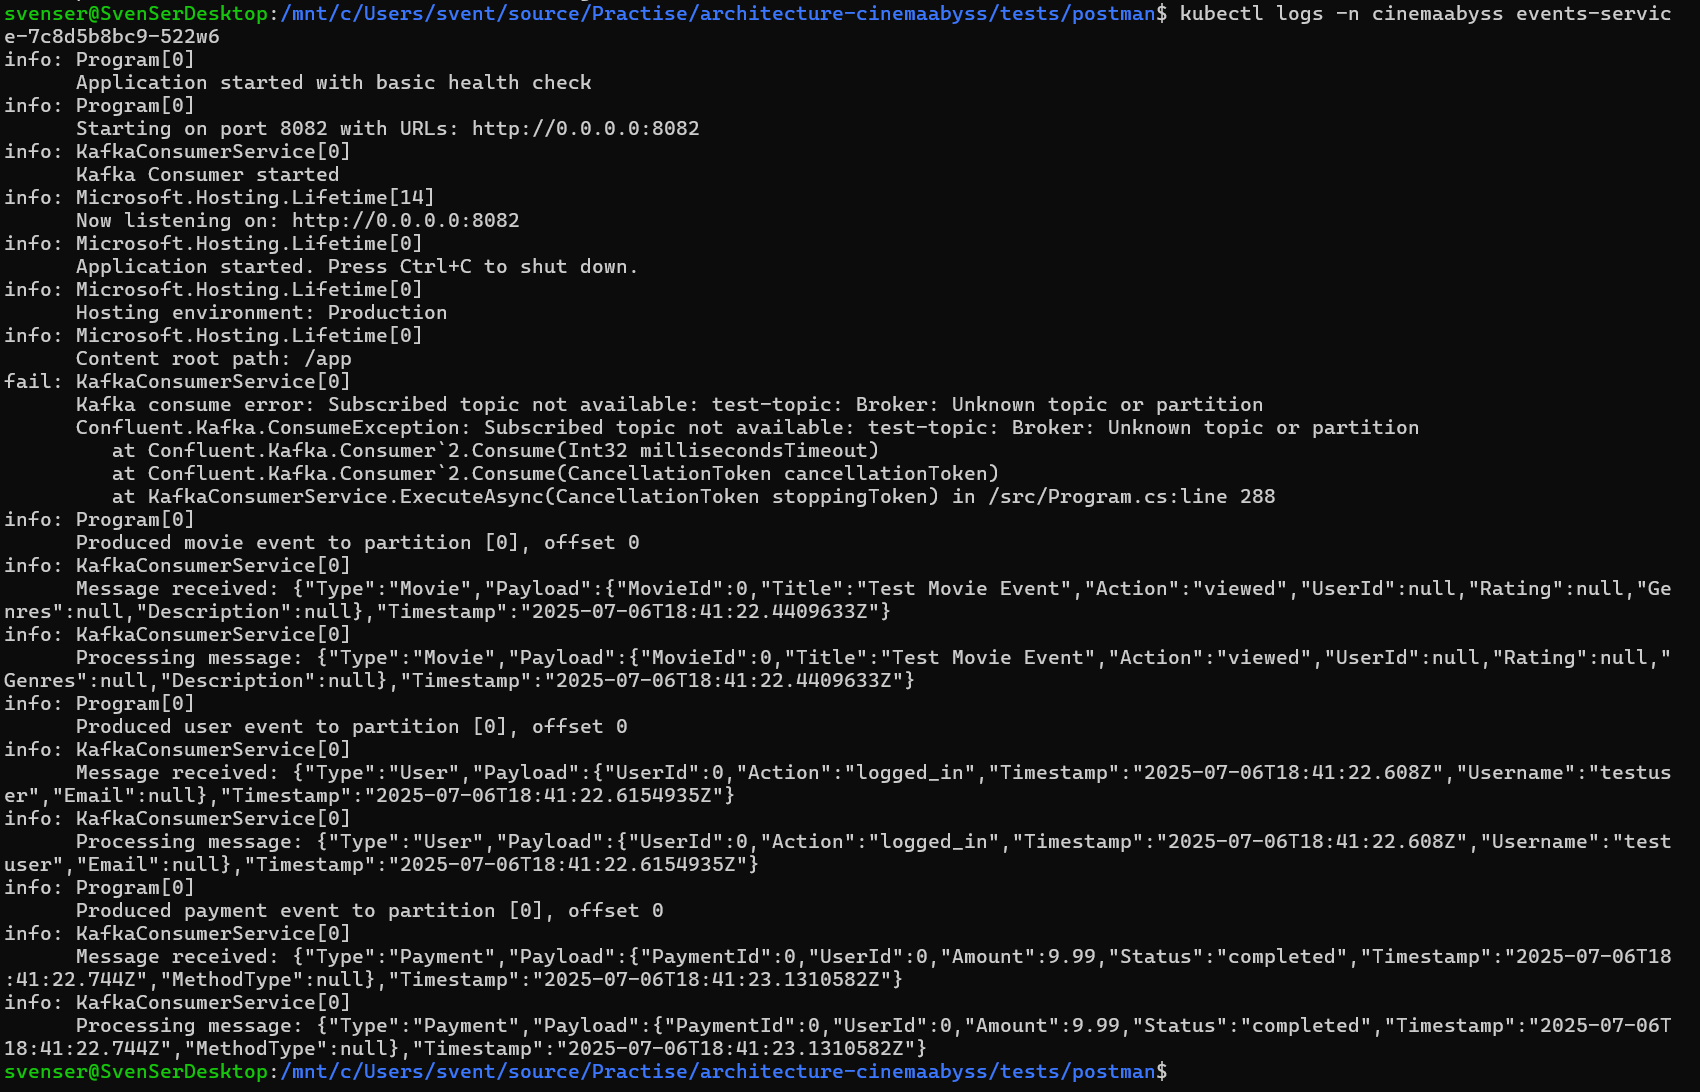 svenser@SvenSerDesktop:/mnt/c/Users/svent/source/Practise/architecture-cinemaabyss/tests/postman$ kubectl logs -n cinemaabyss events-servic
e-7c8d5b8bc9-522w6
info: Program[0]
      Application started with basic health check
info: Program[0]
      Starting on port 8082 with URLs: http://0.0.0.0:8082
info: KafkaConsumerService[0]
      Kafka Consumer started
info: Microsoft.Hosting.Lifetime[14]
      Now listening on: http://0.0.0.0:8082
info: Microsoft.Hosting.Lifetime[0]
      Application started. Press Ctrl+C to shut down.
info: Microsoft.Hosting.Lifetime[0]
      Hosting environment: Production
info: Microsoft.Hosting.Lifetime[0]
      Content root path: /app
fail: KafkaConsumerService[0]
      Kafka consume error: Subscribed topic not available: test-topic: Broker: Unknown topic or partition
      Confluent.Kafka.ConsumeException: Subscribed topic not available: test-topic: Broker: Unknown topic or partition
         at Confluent.Kafka.Consumer`2.Consume(Int32 millisecondsTimeout)
         at Confluent.Kafka.Consumer`2.Consume(CancellationToken cancellationToken)
         at KafkaConsumerService.ExecuteAsync(CancellationToken stoppingToken) in /src/Program.cs:line 288
info: Program[0]
      Produced movie event to partition [0], offset 0
info: KafkaConsumerService[0]
      Message received: {"Type":"Movie","Payload":{"MovieId":0,"Title":"Test Movie Event","Action":"viewed","UserId":null,"Rating":null,"Ge
nres":null,"Description":null},"Timestamp":"2025-07-06T18:41:22.4409633Z"}
info: KafkaConsumerService[0]
      Processing message: {"Type":"Movie","Payload":{"MovieId":0,"Title":"Test Movie Event","Action":"viewed","UserId":null,"Rating":null,"
Genres":null,"Description":null},"Timestamp":"2025-07-06T18:41:22.4409633Z"}
info: Program[0]
      Produced user event to partition [0], offset 0
info: KafkaConsumerService[0]
      Message received: {"Type":"User","Payload":{"UserId":0,"Action":"logged_in","Timestamp":"2025-07-06T18:41:22.608Z","Username":"testus
er","Email":null},"Timestamp":"2025-07-06T18:41:22.6154935Z"}
info: KafkaConsumerService[0]
      Processing message: {"Type":"User","Payload":{"UserId":0,"Action":"logged_in","Timestamp":"2025-07-06T18:41:22.608Z","Username":"test
user","Email":null},"Timestamp":"2025-07-06T18:41:22.6154935Z"}
info: Program[0]
      Produced payment event to partition [0], offset 0
info: KafkaConsumerService[0]
      Message received: {"Type":"Payment","Payload":{"PaymentId":0,"UserId":0,"Amount":9.99,"Status":"completed","Timestamp":"2025-07-06T18
:41:22.744Z","MethodType":null},"Timestamp":"2025-07-06T18:41:23.1310582Z"}
info: KafkaConsumerService[0]
      Processing message: {"Type":"Payment","Payload":{"PaymentId":0,"UserId":0,"Amount":9.99,"Status":"completed","Timestamp":"2025-07-06T
18:41:22.744Z","MethodType":null},"Timestamp":"2025-07-06T18:41:23.1310582Z"}
svenser@SvenSerDesktop:/mnt/c/Users/svent/source/Practise/architecture-cinemaabyss/tests/postman$